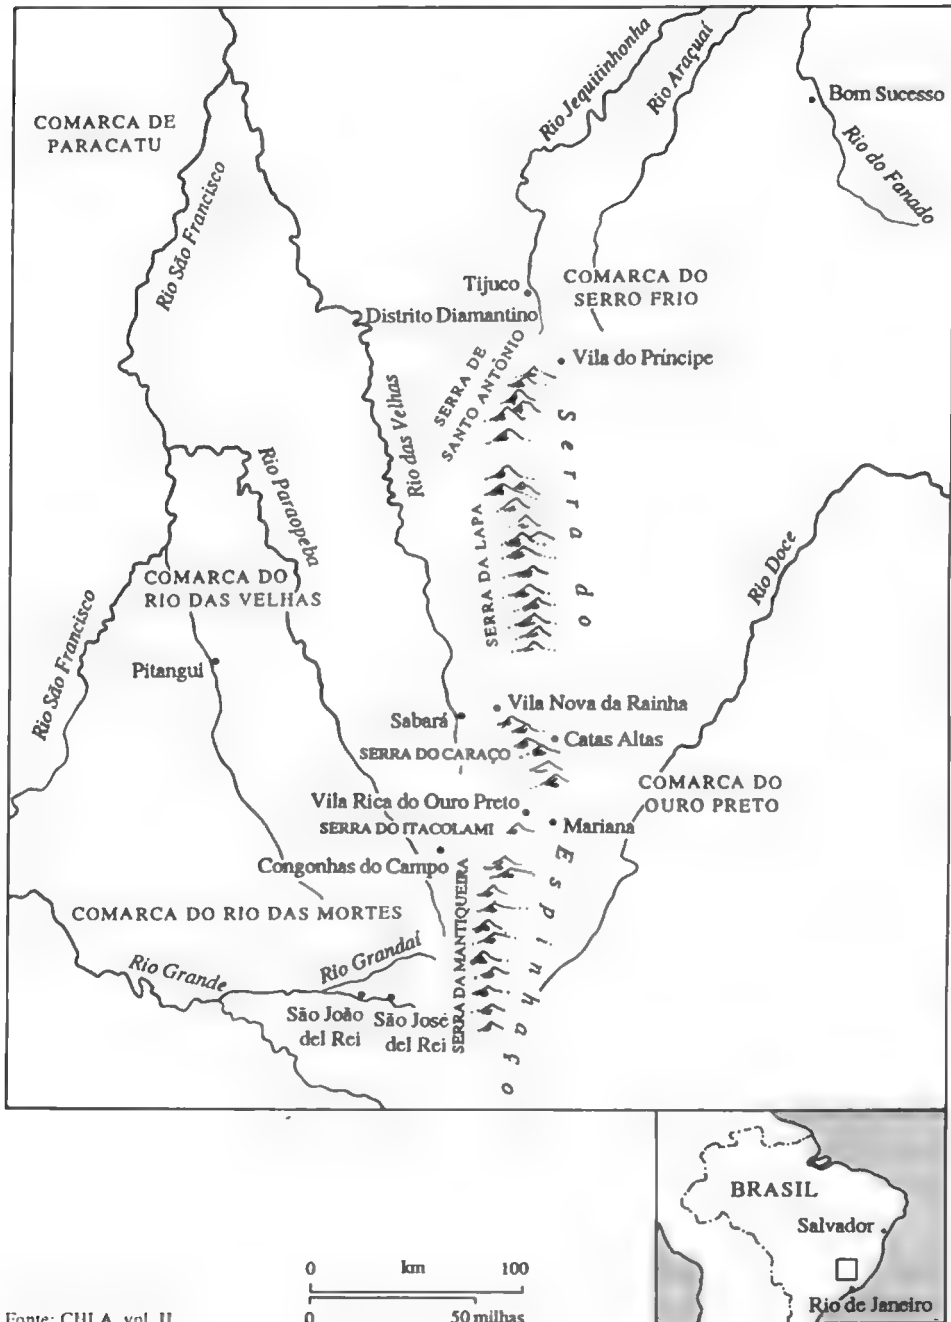 Rio Jequitinhonha
Rio Araçuaí
Bom Sucesso
COMARCA DE
PARACATU
Rio do Fanado
Rio São Francisco
Tijuco
COMARCA DO
SERRO FRIO
Distrito Diamantino
SERRA DE
SANTO ANTÔNIO
Vila do Príncipe
Rio das Velhas
Serra do
Rio Paraopeba
SERRA DA LAPA
Rio Doce
COMARCA DO
RIO DAS VELHAS
Rio São Francisco
Pitangui
Vila Nova da Rainha
Sabará
Catas Altas
SERRA DO CARAÇO
COMARCA DO
OURO PRETO
Vila Rica do Ouro Preto
SERRA DO ITACOLAMI
Mariana
Congonhas do Campo
Espinhaço
SERRA DA MANTIQUEIRA
COMARCA DO RIO DAS MORTES
Rio Grandaí
Rio Grande
São João
del Rei
São José
del Rei
BRASIL
Salvador
Rio de Janeiro
0 km 100
0 50 milhas
Fonte: CHLA, vol. II